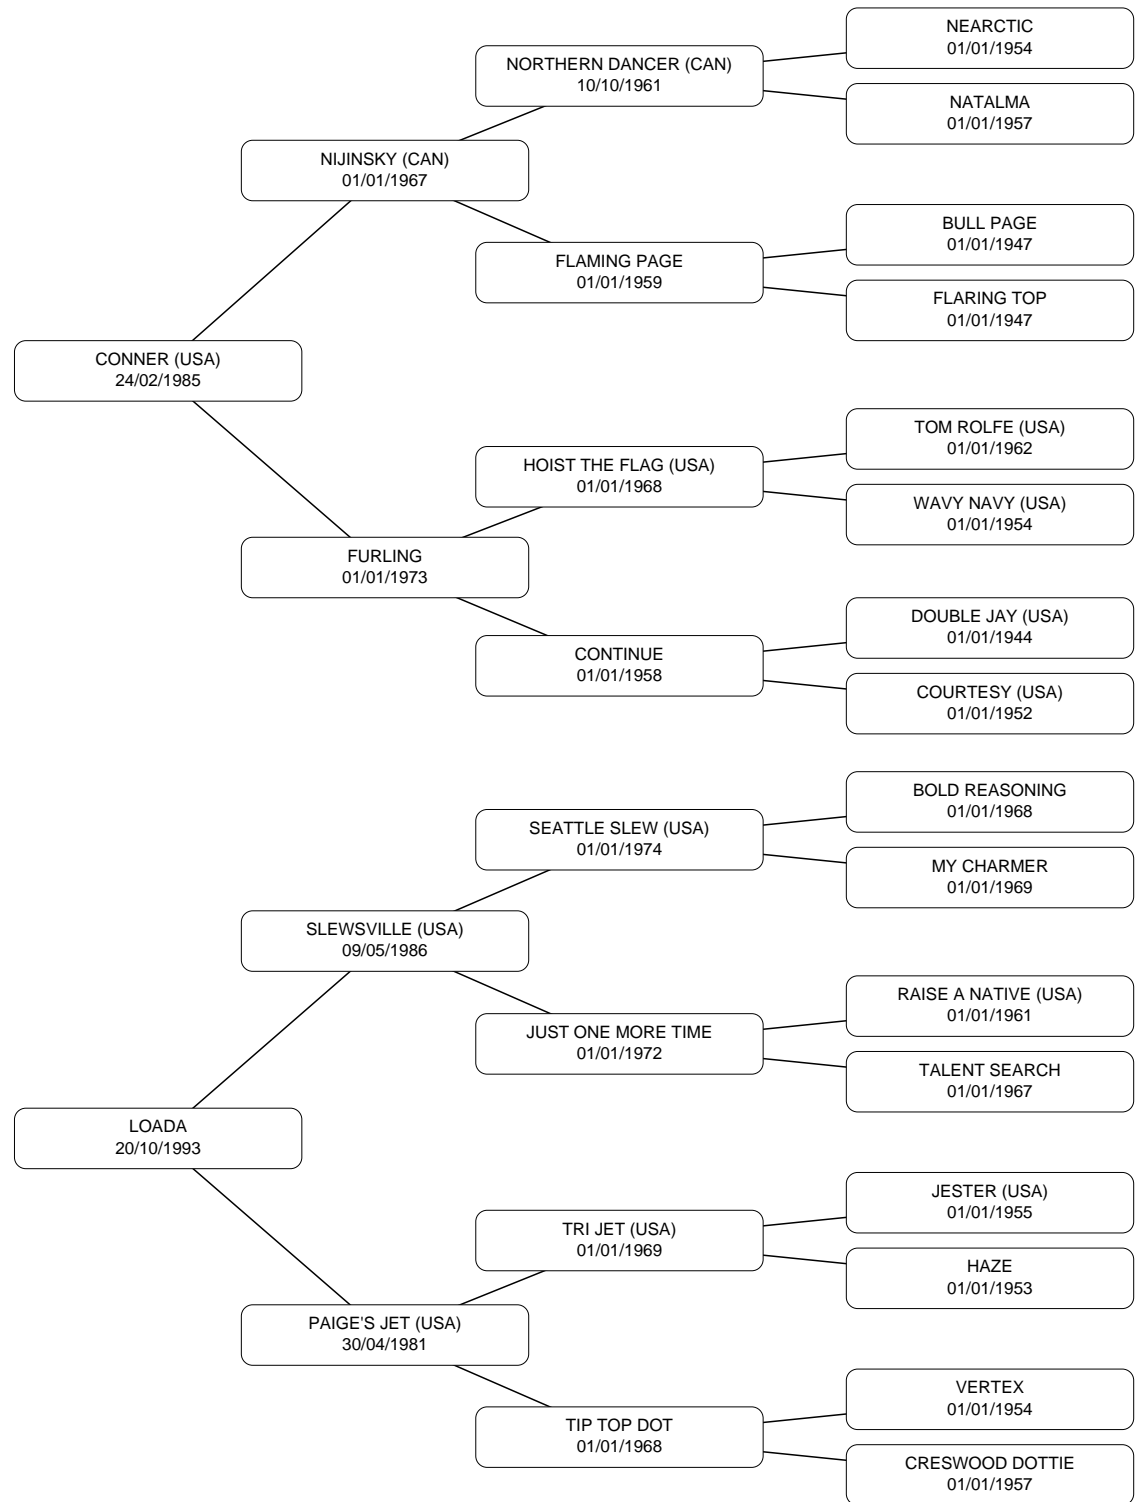 NEARCTIC
01/01/1954
NORTHERN DANCER (CAN)
10/10/1961
NATALMA
01/01/1957
NIJINSKY (CAN)
01/01/1967
BULL PAGE
01/01/1947
FLAMING PAGE
01/01/1959
FLARING TOP
01/01/1947
CONNER (USA)
24/02/1985
TOM ROLFE (USA)
01/01/1962
HOIST THE FLAG (USA)
01/01/1968
WAVY NAVY (USA)
01/01/1954
FURLING
01/01/1973
DOUBLE JAY (USA)
01/01/1944
CONTINUE
01/01/1958
COURTESY (USA)
01/01/1952
BOLD REASONING
01/01/1968
SEATTLE SLEW (USA)
01/01/1974
MY CHARMER
01/01/1969
SLEWSVILLE (USA)
09/05/1986
RAISE A NATIVE (USA)
01/01/1961
JUST ONE MORE TIME
01/01/1972
TALENT SEARCH
01/01/1967
LOADA
20/10/1993
JESTER (USA)
01/01/1955
TRI JET (USA)
01/01/1969
HAZE
01/01/1953
PAIGE'S JET (USA)
30/04/1981
VERTEX
01/01/1954
TIP TOP DOT
01/01/1968
CRESWOOD DOTTIE
01/01/1957